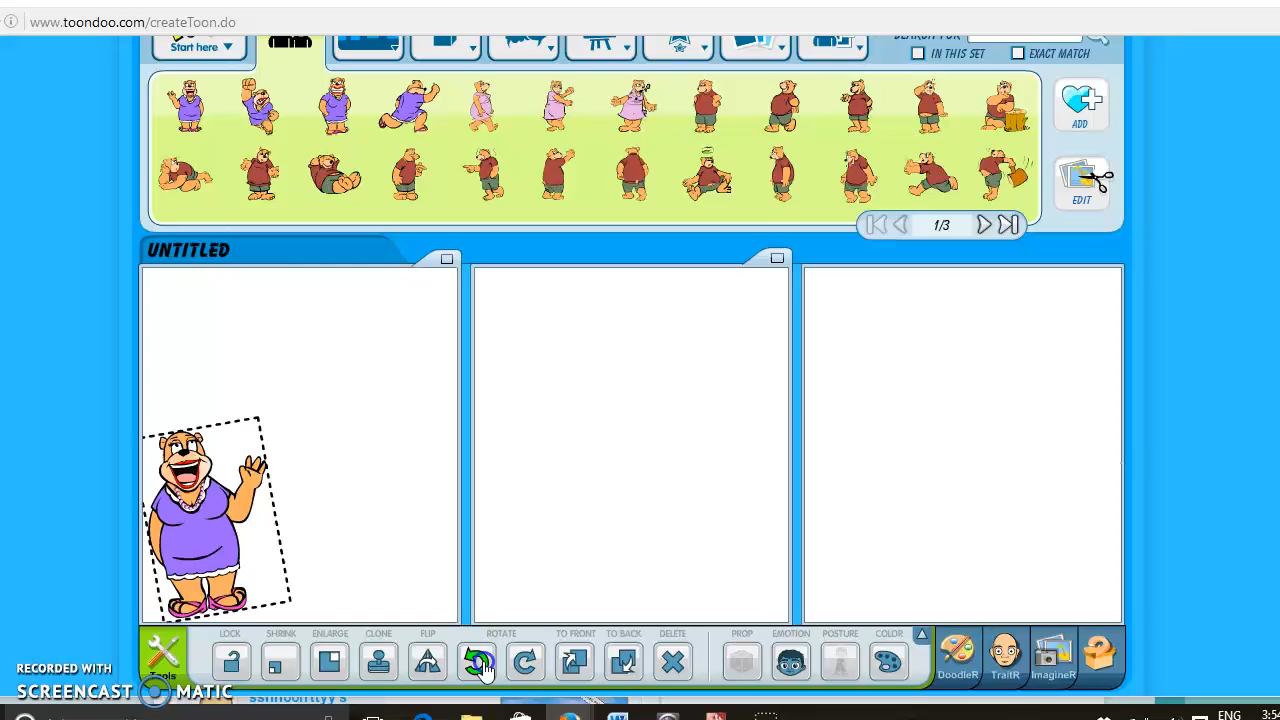 www.toondoo.com/createToon.do
Start here
IN THIS SET
EXACT MATCH
ADD
EDIT
1/3
UNTITLED
LOCK SHRINK ENLARGE CLONE FLIP ROTATE TO FRONT TO BACK DELETE PROP EMOTION POSTURE COLOR
Tools
DoodleR
TraitR
ImagineR
RECORDED WITH
SCREENCAST MATIC
ENG